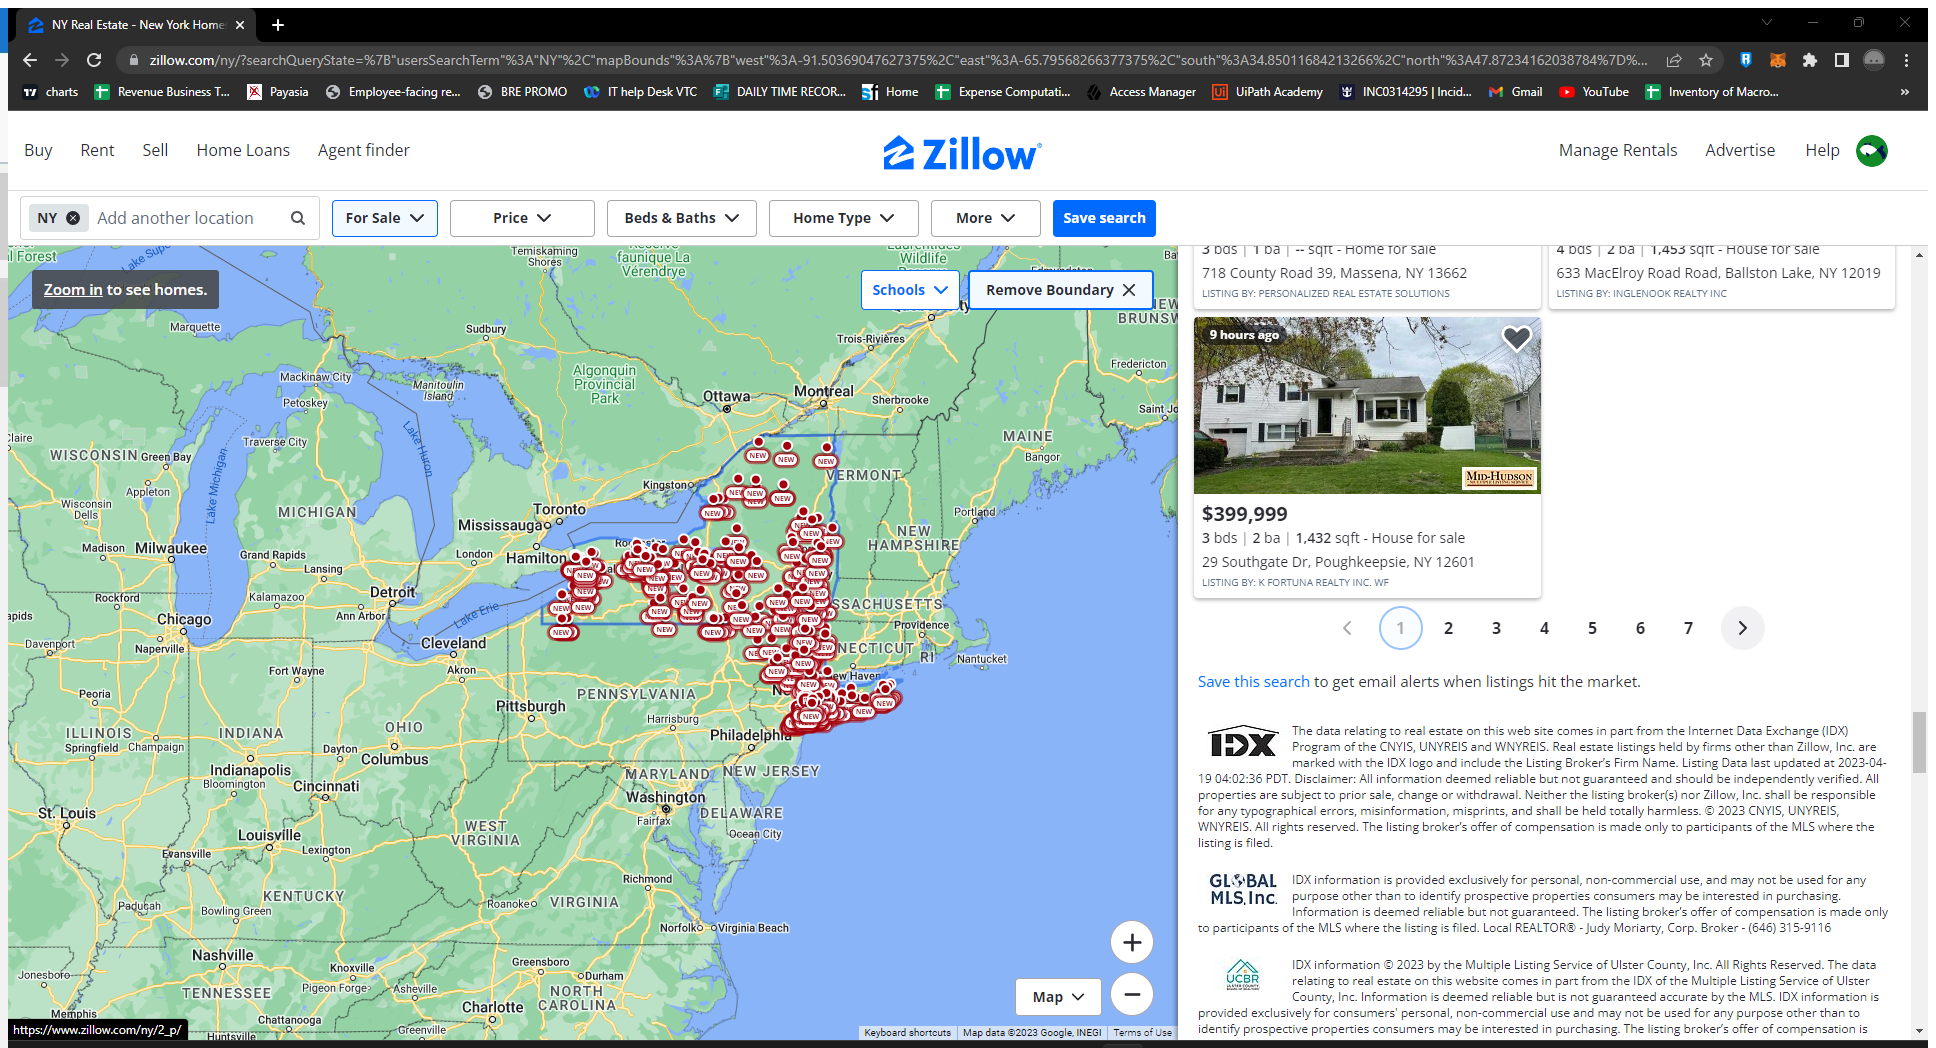 NY Real Estate - New York Home
zillow.com/ny/?searchQueryState=%7B"usersSearchTerm"%3A"NY"%2C"mapBounds"%3A%7B"west"%3A-91.50369047627375%2C"east"%3A-65.79568266377375%2C"south"%3A34.85011684213266%2C"north"%3A47.87234162038784%7D%...
charts
Revenue Business T...
Payasia
Employee-facing re...
BRE PROMO
IT help Desk VTC
DAILY TIME RECOR...
Home
Expense Computati...
Access Manager
UiPath Academy
INC0314295 | Incid...
Gmail
YouTube
Inventory of Macro...
»
Buy Rent Sell Home Loans Agent finder
Zillow
Manage Rentals Advertise Help
NY Add another location
For Sale
Price
Beds & Baths
Home Type
More
Save search
Zoom in to see homes.
Schools
Remove Boundary
Temiskaming
Shores
faunique La
Vérendrye
Wildlife
l Forest
Lake Sup
Marquette
Sudbury
Trois-Rivières
BRUNSW
Fredericton
Algonquin
Provincial
Park
Mackinaw City
Manitoulin
Island
Petoskey
Ottawa
Montreal
Sherbrooke
Saint Jo
MAINE
Bangor
Claire
WISCONSIN
Green Bay
Traverse City
Lake Huron
Lake Michigan
Appleton
Kingston
VERMONT
Wisconsin
Dells
MICHIGAN
Toronto
Mississauga
Portland
NEW
HAMPSHIRE
Madison
Milwaukee
Grand Rapids
Lansing
London
Hamilton
Rockford
Kalamazoo
Detroit
Ann Arbor
Lake Erie
SSACHUSETTS
Providence
apids
Chicago
Davenport
Naperville
Cleveland
NECTICUT
RI
Nantucket
Fort Wayne
Akron
New Haven
Peoria
PENNSYLVANIA
Pittsburgh
Harrisburg
ILLINOIS
INDIANA
OHIO
Springfield
Champaign
Dayton
Columbus
Philadelphia
Indianapolis
Bloomington
Cincinnati
MARYLAND
NEW JERSEY
Washington
St. Louis
Fairfax
DELAWARE
Ocean City
Louisville
WEST
VIRGINIA
Evansville
Lexington
Richmond
KENTUCKY
Paducah
Bowling Green
Roanoke
VIRGINIA
Norfolk
Virginia Beach
Nashville
Greensboro
Durham
Jonesboro
Knoxville
Pigeon Forge
Asheville
NORTH
CAROLINA
TENNESSEE
Memphis
Charlotte
Chattanooga
Greenville
Huntsville
NEW
Map
https://www.zillow.com/ny/2_p/
Keyboard shortcuts
Map data ©2023 Google, INEGI
Terms of Use
3 bds | 1 ba | -- sqft - Home for sale
718 County Road 39, Massena, NY 13662
LISTING BY: PERSONALIZED REAL ESTATE SOLUTIONS
4 bds | 2 ba | 1,453 sqft - House for sale
633 MacElroy Road Road, Ballston Lake, NY 12019
LISTING BY: INGLENOOK REALTY INC
9 hours ago
MID-HUDSON
$399,999
3 bds | 2 ba | 1,432 sqft - House for sale
29 Southgate Dr, Poughkeepsie, NY 12601
LISTING BY: K FORTUNA REALTY INC. WF
1 2 3 4 5 6 7
Save this search to get email alerts when listings hit the market.
IDX
The data relating to real estate on this web site comes in part from the Internet Data Exchange (IDX)
Program of the CNYIS, UNYREIS and WNYREIS. Real estate listings held by firms other than Zillow, Inc. are
marked with the IDX logo and include the Listing Broker's Firm Name. Listing Data last updated at 2023-04-
19 04:02:36 PDT. Disclaimer: All information deemed reliable but not guaranteed and should be independently verified. All
properties are subject to prior sale, change or withdrawal. Neither the listing broker(s) nor Zillow, Inc. shall be responsible
for any typographical errors, misinformation, misprints, and shall be held totally harmless. © 2023 CNYIS, UNYREIS,
WNYREIS. All rights reserved. The listing broker's offer of compensation is made only to participants of the MLS where the
listing is filed.
GLOBAL
MLS, Inc.
IDX information is provided exclusively for personal, non-commercial use, and may not be used for any
purpose other than to identify prospective properties consumers may be interested in purchasing.
Information is deemed reliable but not guaranteed. The listing broker's offer of compensation is made only
to participants of the MLS where the listing is filed. Local REALTOR® - Judy Moriarty, Corp. Broker - (646) 315-9116
UCBR
IDX information © 2023 by the Multiple Listing Service of Ulster County, Inc. All Rights Reserved. The data
relating to real estate on this website comes in part from the IDX of the Multiple Listing Service of Ulster
County, Inc. Information is deemed reliable but is not guaranteed accurate by the MLS. IDX information is
provided exclusively for consumers' personal, non-commercial use and may not be used for any purpose other than to
identify prospective properties consumers may be interested in purchasing. The listing broker's offer of compensation is